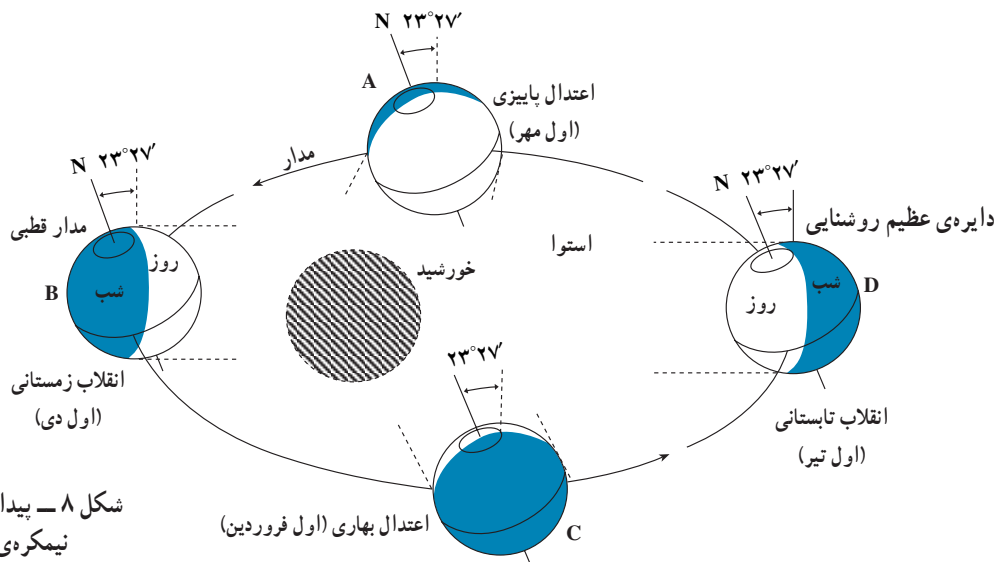 N ۲۳°۲۷′
A
اعتدال پاییزی
(اول مهر)
مدار
N ۲۳°۲۷′
مدار قطبی
روز
شب
B
انقلاب زمستانی
(اول دی)
خورشید
استوا
N ۲۳°۲۷′
دایره‌ی عظیم روشنایی
شب
روز
D
انقلاب تابستانی
(اول تیر)
۲۳°۲۷′
C
اعتدال بهاری (اول فروردین)
شکل ۸ ــ پیدا
نیمکره‌ی